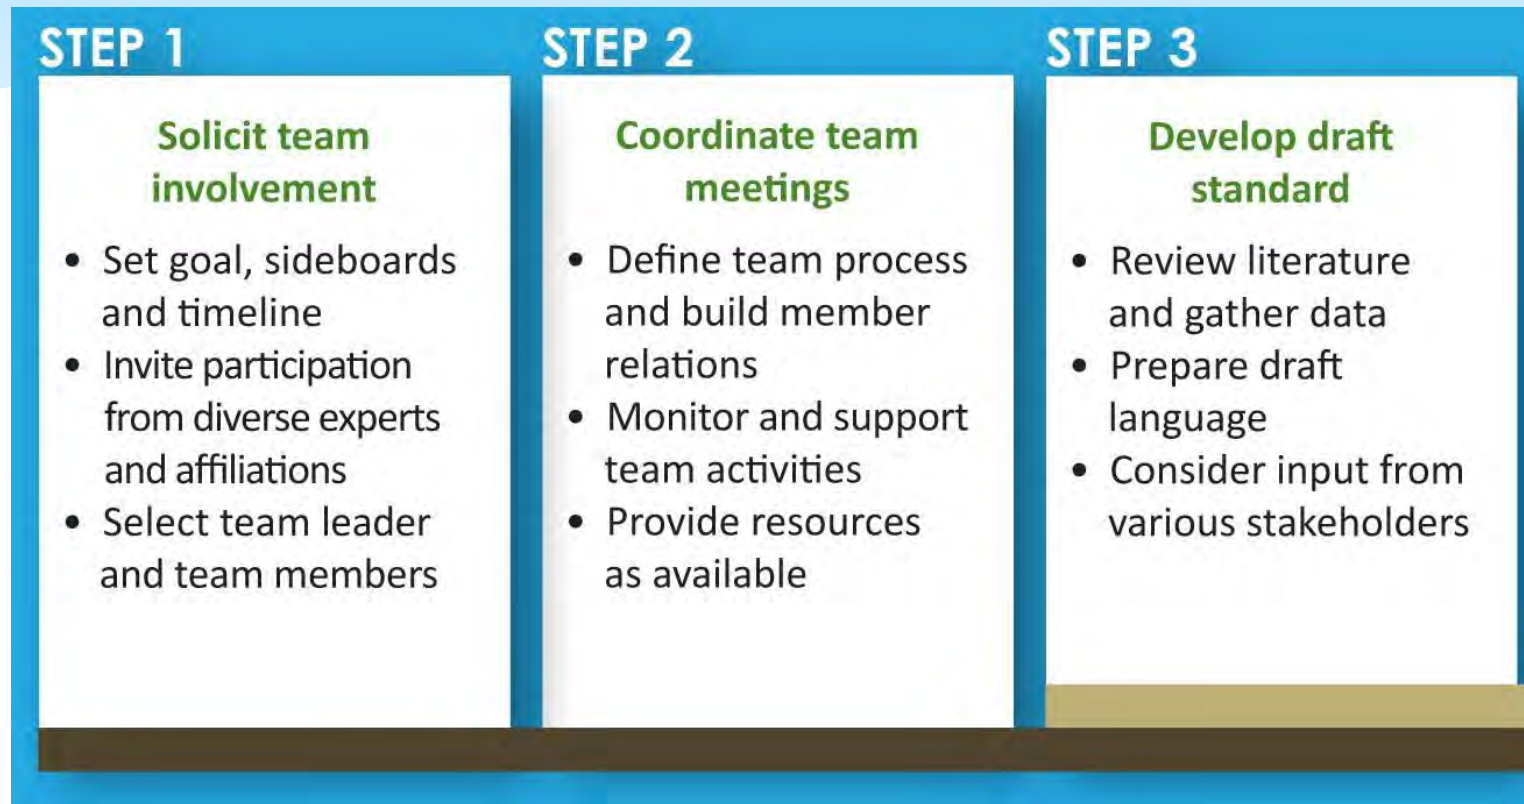 STEP 1
Solicit team
involvement
• Set goal, sideboards
and timeline
• Invite participation
from diverse experts
and affiliations
• Select team leader
and team members
STEP 2
Coordinate team
meetings
• Define team process
and build member
relations
• Monitor and support
team activities
• Provide resources
as available
STEP 3
Develop draft
standard
• Review literature
and gather data
• Prepare draft
language
• Consider input from
various stakeholders